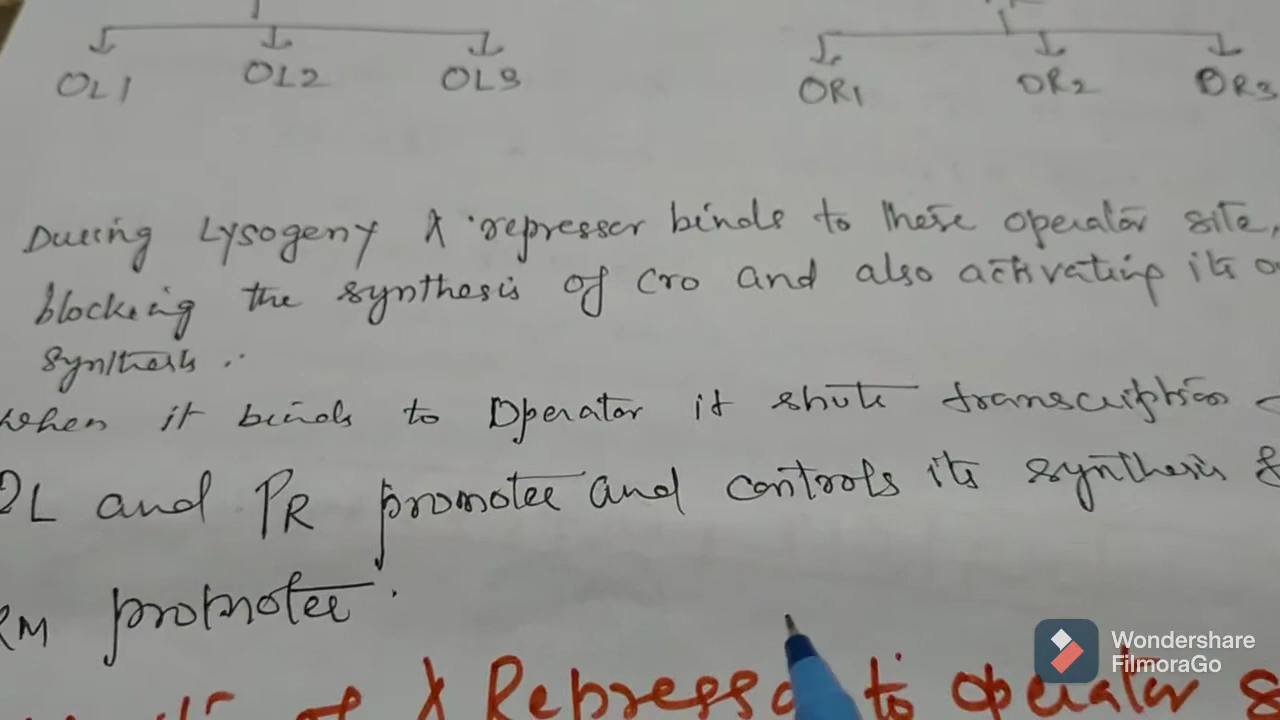 OL1 OL2 OL3 OR1 OR2 OR3
During Lysogeny λ represser binds to these operator site,
blocking the synthesis of cro and also activating its
synthesis.
when it binds to Operator it shuts transcription
PL and PR promoter and controls its synthesis
RM promoter.
of λ Repressor to operator
Wondershare
FilmoraGo